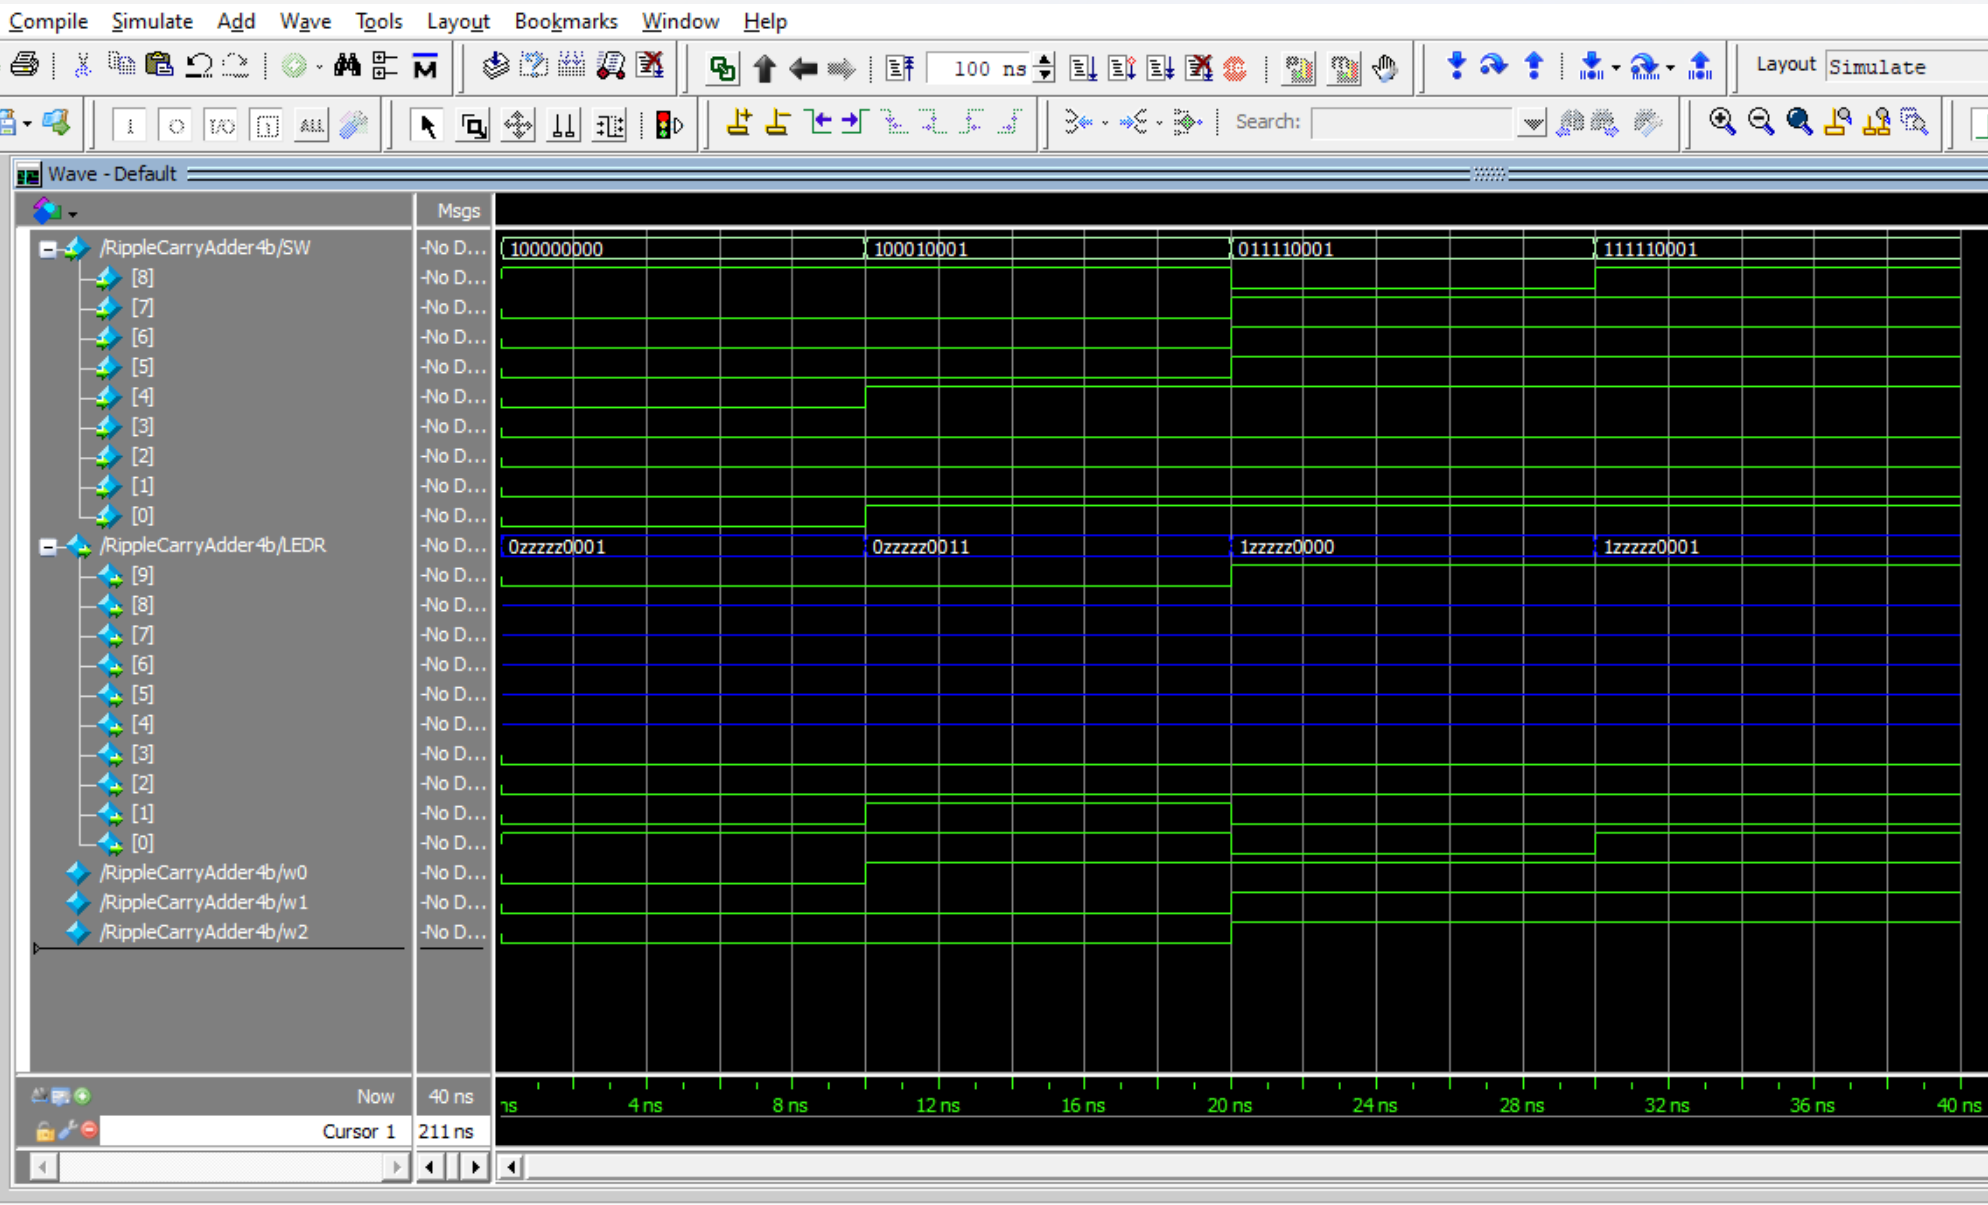 Compile Simulate Add Wave Tools Layout Bookmarks Window Help
100 ns Layout Simulate
ALL Search:
Wave - Default
Msgs
/RippleCarryAdder4b/SW -No D... 100000000 100010001 011110001 111110001
[8] -No D...
[7] -No D...
[6] -No D...
[5] -No D...
[4] -No D...
[3] -No D...
[2] -No D...
[1] -No D...
[0] -No D...
/RippleCarryAdder4b/LEDR -No D... 0zzzzz0001 0zzzzz0011 1zzzzz0000 1zzzzz0001
[9] -No D...
[8] -No D...
[7] -No D...
[6] -No D...
[5] -No D...
[4] -No D...
[3] -No D...
[2] -No D...
[1] -No D...
[0] -No D...
/RippleCarryAdder4b/w0 -No D...
/RippleCarryAdder4b/w1 -No D...
/RippleCarryAdder4b/w2 -No D...
Now 40 ns ns 4 ns 8 ns 12 ns 16 ns 20 ns 24 ns 28 ns 32 ns 36 ns 40 ns
Cursor 1 211 ns